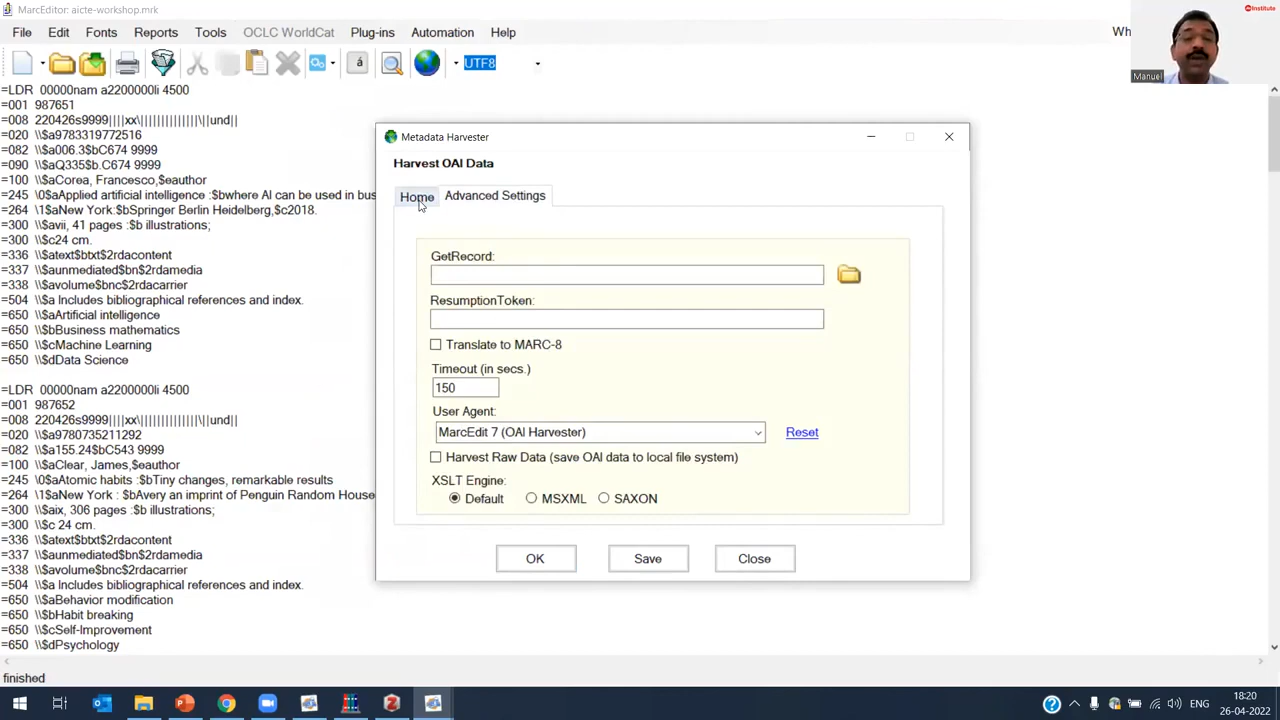 MarcEditor: aicte-workshop.mrk
Institute
File Edit Fonts Reports Tools OCLC WorldCat Plug-ins Automation Help
Wh
Manuel
UTF8
=LDR 00000nam a2200000li 4500
=001 987651
=008 220426s9999||||xx\||||||||||||||\||und||
=020 \\$a9783319772516
=082 \\$a006.3$bC674 9999
=090 \\$aQ335$b.C674 9999
=100 \\$aCorea, Francesco,$eauthor
=245 \0$aApplied artificial intelligence :$bwhere AI can be used in bus
=264 \1$aNew York:$bSpringer Berlin Heidelberg,$c2018.
=300 \\$avii, 41 pages :$b illustrations;
=300 \\$c24 cm.
=336 \\$atext$btxt$2rdacontent
=337 \\$aunmediated$bn$2rdamedia
=338 \\$avolume$bnc$2rdacarrier
=504 \\$a Includes bibliographical references and index.
=650 \\$aArtificial intelligence
=650 \\$bBusiness mathematics
=650 \\$cMachine Learning
=650 \\$dData Science
=LDR 00000nam a2200000li 4500
=001 987652
=008 220426s9999||||xx\||||||||||||||\||und||
=020 \\$a9780735211292
=082 \\$a155.24$bC543 9999
=100 \\$aClear, James,$eauthor
=245 \0$aAtomic habits :$bTiny changes, remarkable results
=264 \1$aNew York : $bAvery an imprint of Penguin Random House
=300 \\$aix, 306 pages :$b illustrations;
=300 \\$c 24 cm.
=336 \\$atext$btxt$2rdacontent
=337 \\$aunmediated$bn$2rdamedia
=338 \\$avolume$bnc$2rdacarrier
=504 \\$a Includes bibliographical references and index.
=650 \\$aBehavior modification
=650 \\$bHabit breaking
=650 \\$cSelf-Improvement
=650 \\$dPsychology
finished
Metadata Harvester
Harvest OAI Data
Home Advanced Settings
GetRecord:
ResumptionToken:
Translate to MARC-8
Timeout (in secs.)
150
User Agent:
MarcEdit 7 (OAI Harvester) Reset
Harvest Raw Data (save OAI data to local file system)
XSLT Engine:
Default MSXML SAXON
OK Save Close
ENG
18:20
26-04-2022